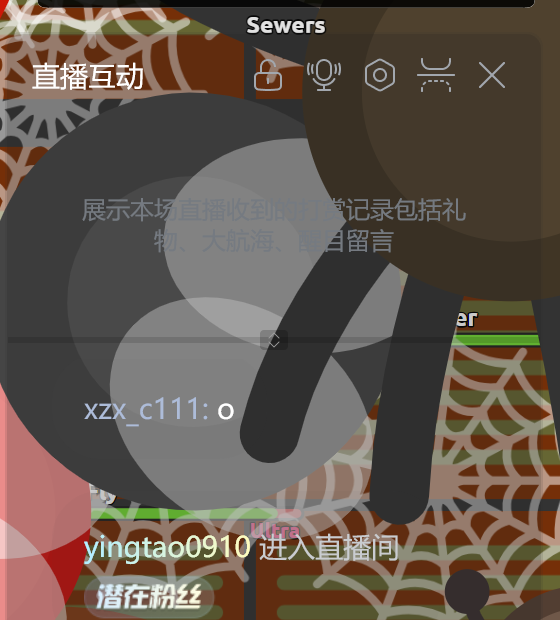 Sewers
直播互动
展示本场直播收到的打赏记录包括礼
物、大航海、醒目留言
er
xzx_c111: o
Ultra
yingtao0910 进入直播间
潜在粉丝